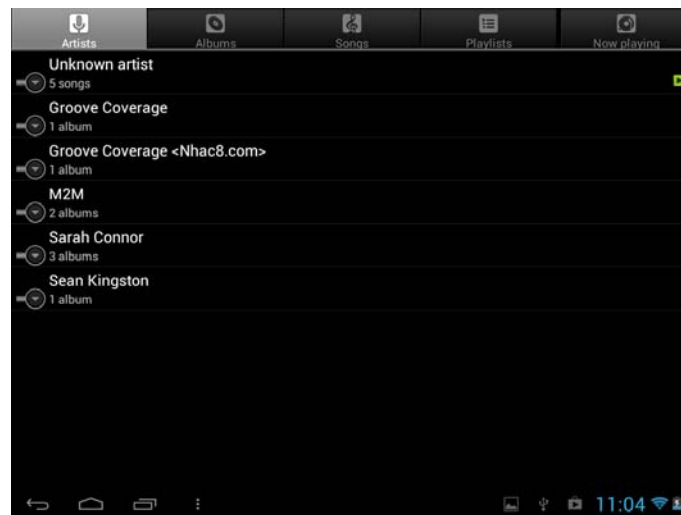 Artists
Albums
Songs
Playlists
Now playing
Unknown artist
5 songs
Groove Coverage
1 album
Groove Coverage <Nhac8.com>
1 album
M2M
2 albums
Sarah Connor
3 albums
Sean Kingston
1 album
11:04